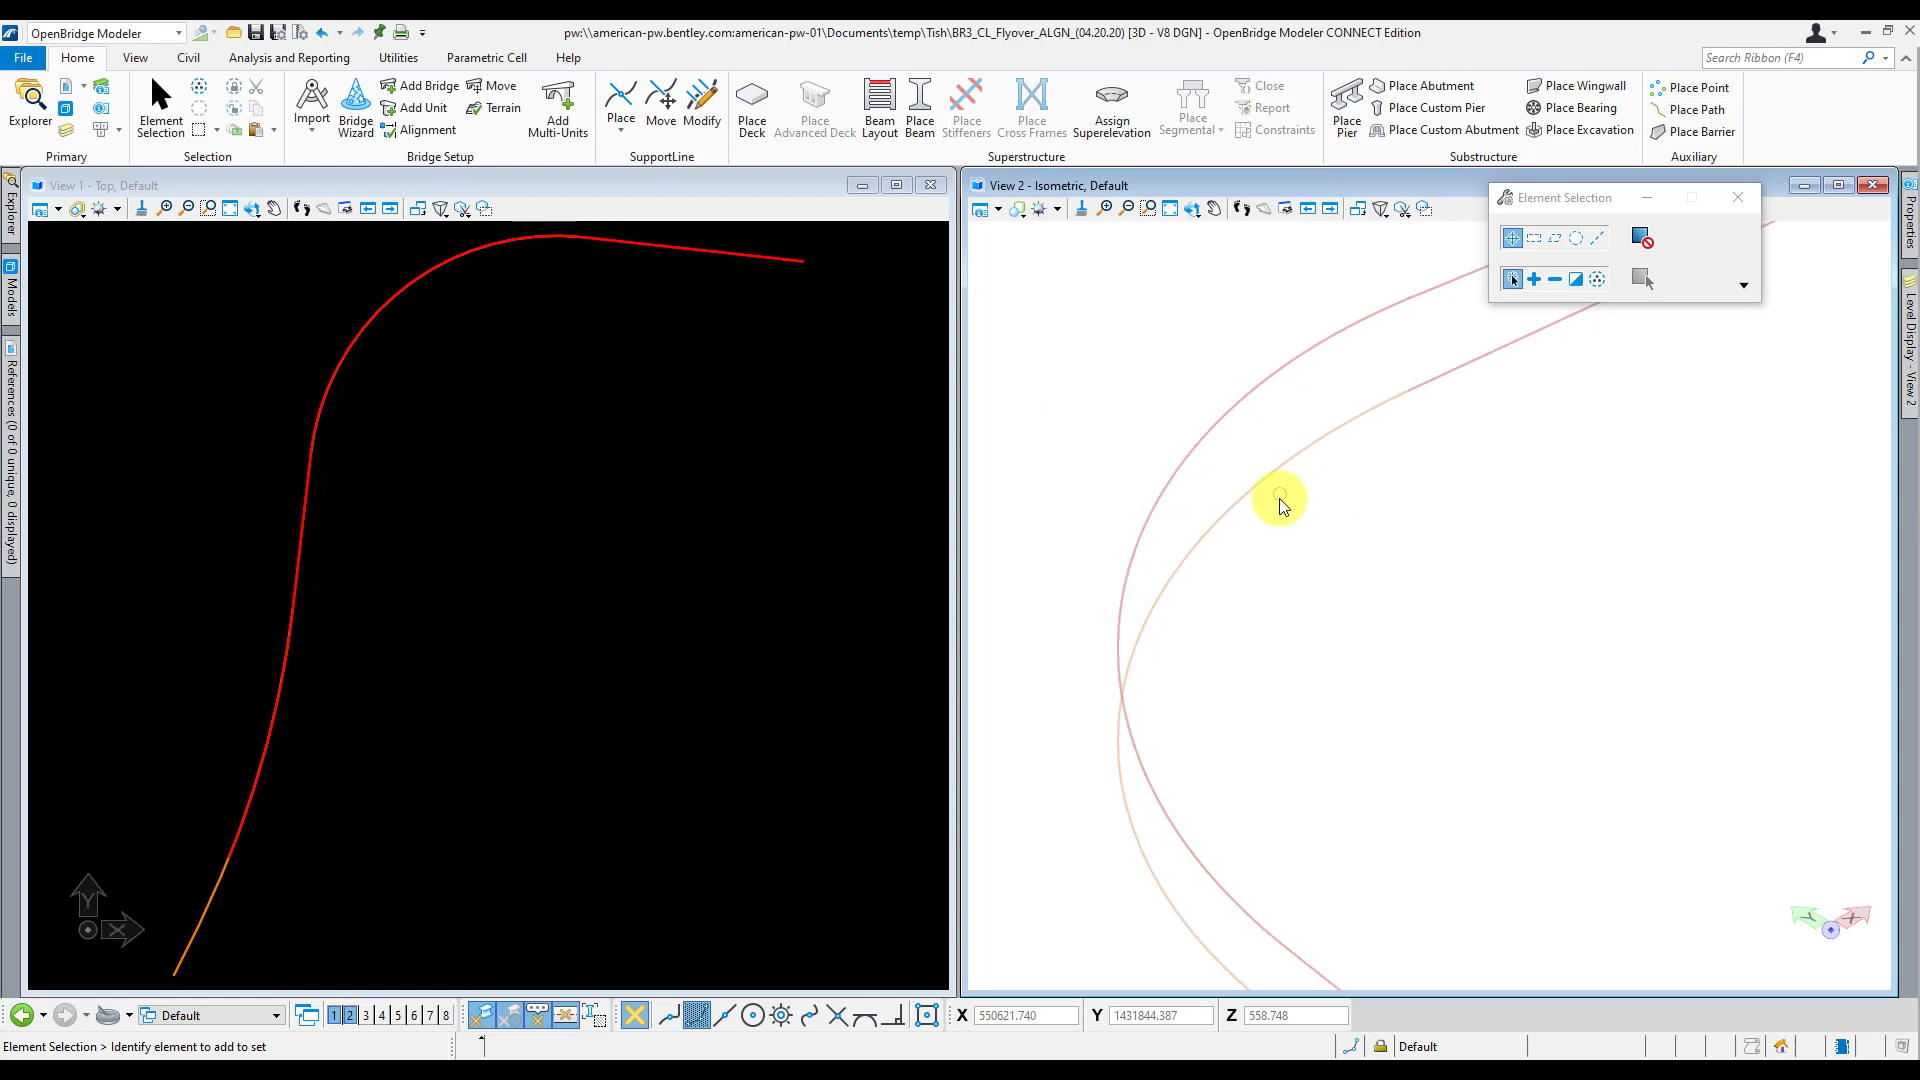 OpenBridge Modeler
pw:\\american-pw.bentley.com:american-pw-01\Documents\temp\Tish\BR3_CL_Flyover_ALGN_(04.20.20) [3D - V8 DGN] - OpenBridge Modeler CONNECT Edition
File Home View Civil Analysis and Reporting Utilities Parametric Cell Help
Search Ribbon (F4)
Explorer
Primary
Element Selection
Selection
Import
Bridge Wizard
Add Bridge
Move
Add Unit
Terrain
Alignment
Add Multi-Units
Bridge Setup
Place
Move
Modify
SupportLine
Place Deck
Place Advanced Deck
Beam Layout
Place Beam
Place Stiffeners
Place Cross Frames
Assign Superelevation
Place Segmental
Close
Report
Constraints
Superstructure
Place Pier
Place Abutment
Place Custom Pier
Place Custom Abutment
Place Wingwall
Place Bearing
Place Excavation
Substructure
Place Point
Place Path
Place Barrier
Auxiliary
Explorer
Models
References (0 of 0 unique, 0 displayed)
View 1 - Top, Default
Y
X
View 2 - Isometric, Default
Element Selection
Y
X
Properties
Level Display - View 2
Default
1 2 3 4 5 6 7 8
X 550621.740
Y 1431844.387
Z 558.748
Element Selection > Identify element to add to set
Default